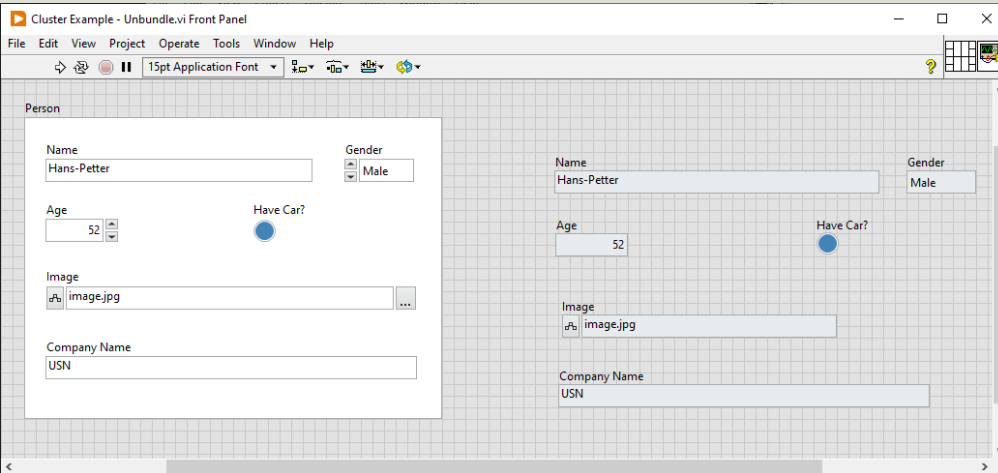 Cluster Example - Unbundle.vi Front Panel
File Edit View Project Operate Tools Window Help
15pt Application Font
?
Person
Name
Hans-Petter
Gender
Male
Age
52
Have Car?
Image
image.jpg
...
Company Name
USN
Name
Hans-Petter
Gender
Male
Age
52
Have Car?
Image
image.jpg
Company Name
USN